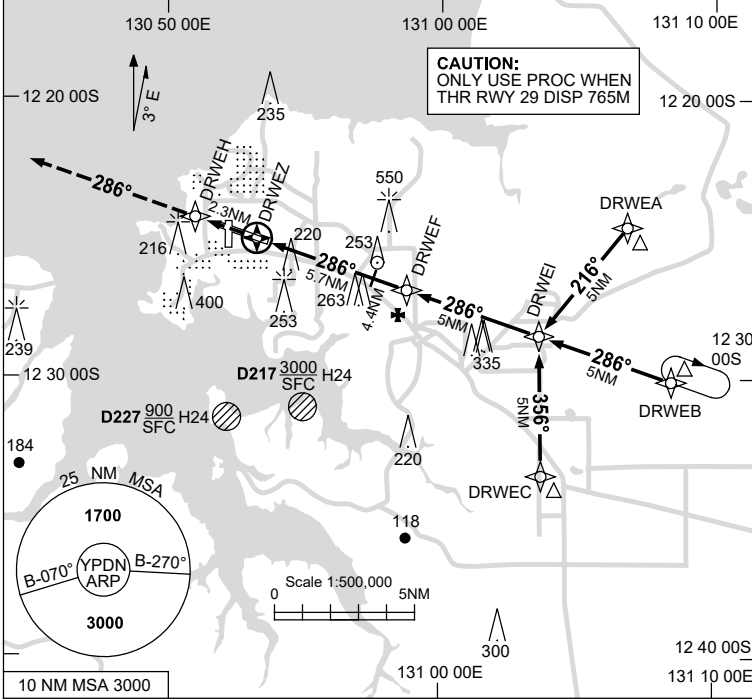 130 50 00E
131 00 00E
131 10 00E
CAUTION:
ONLY USE PROC WHEN
THR RWY 29 DISP 765M
12 20 00S
12 20 00S
3° E
235
DRWEH
DRWEZ
286°
2.3NM
550
DRWEA
216
220
253
DRWEF
286°
5.7NM
263
4.4NM
216°
5NM
DRWEI
400
253
286°
5NM
335
239
286°
5NM
12 30
00S
12 30 00S
D217 3000 H24
SFC
D227 900 H24
SFC
356°
5NM
DRWEB
184
220
DRWEC
25 NM MSA
1700
118
B-070°
YPDN
ARP
B-270°
3000
Scale 1:500,000
0
5NM
300
12 40 00S
10 NM MSA 3000
131 00 00E
131 10 00E